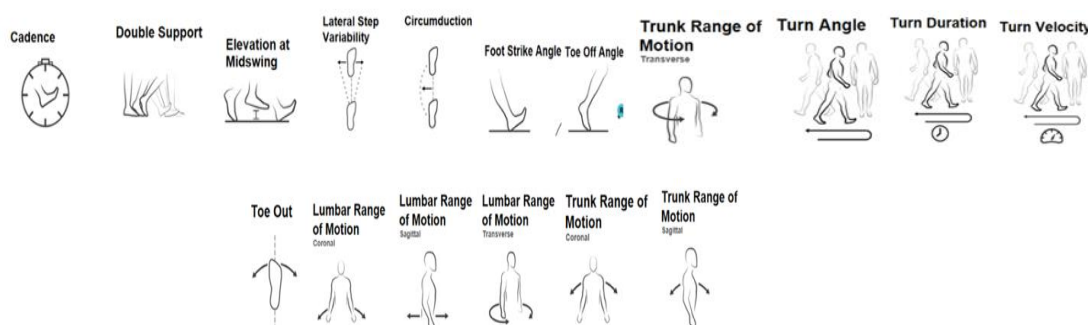 Cadence
Double Support
Elevation at
Midswing
Lateral Step
Variability
Circumduction
Foot Strike Angle
Toe Off Angle
Trunk Range of
Motion
Transverse
Turn Angle
Turn Duration
Turn Velocity
Toe Out
Lumbar Range
of Motion
Coronal
Lumbar Range
of Motion
Sagittal
Lumbar Range
of Motion
Transverse
Trunk Range of
Motion
Coronal
Trunk Range of
Motion
Sagittal